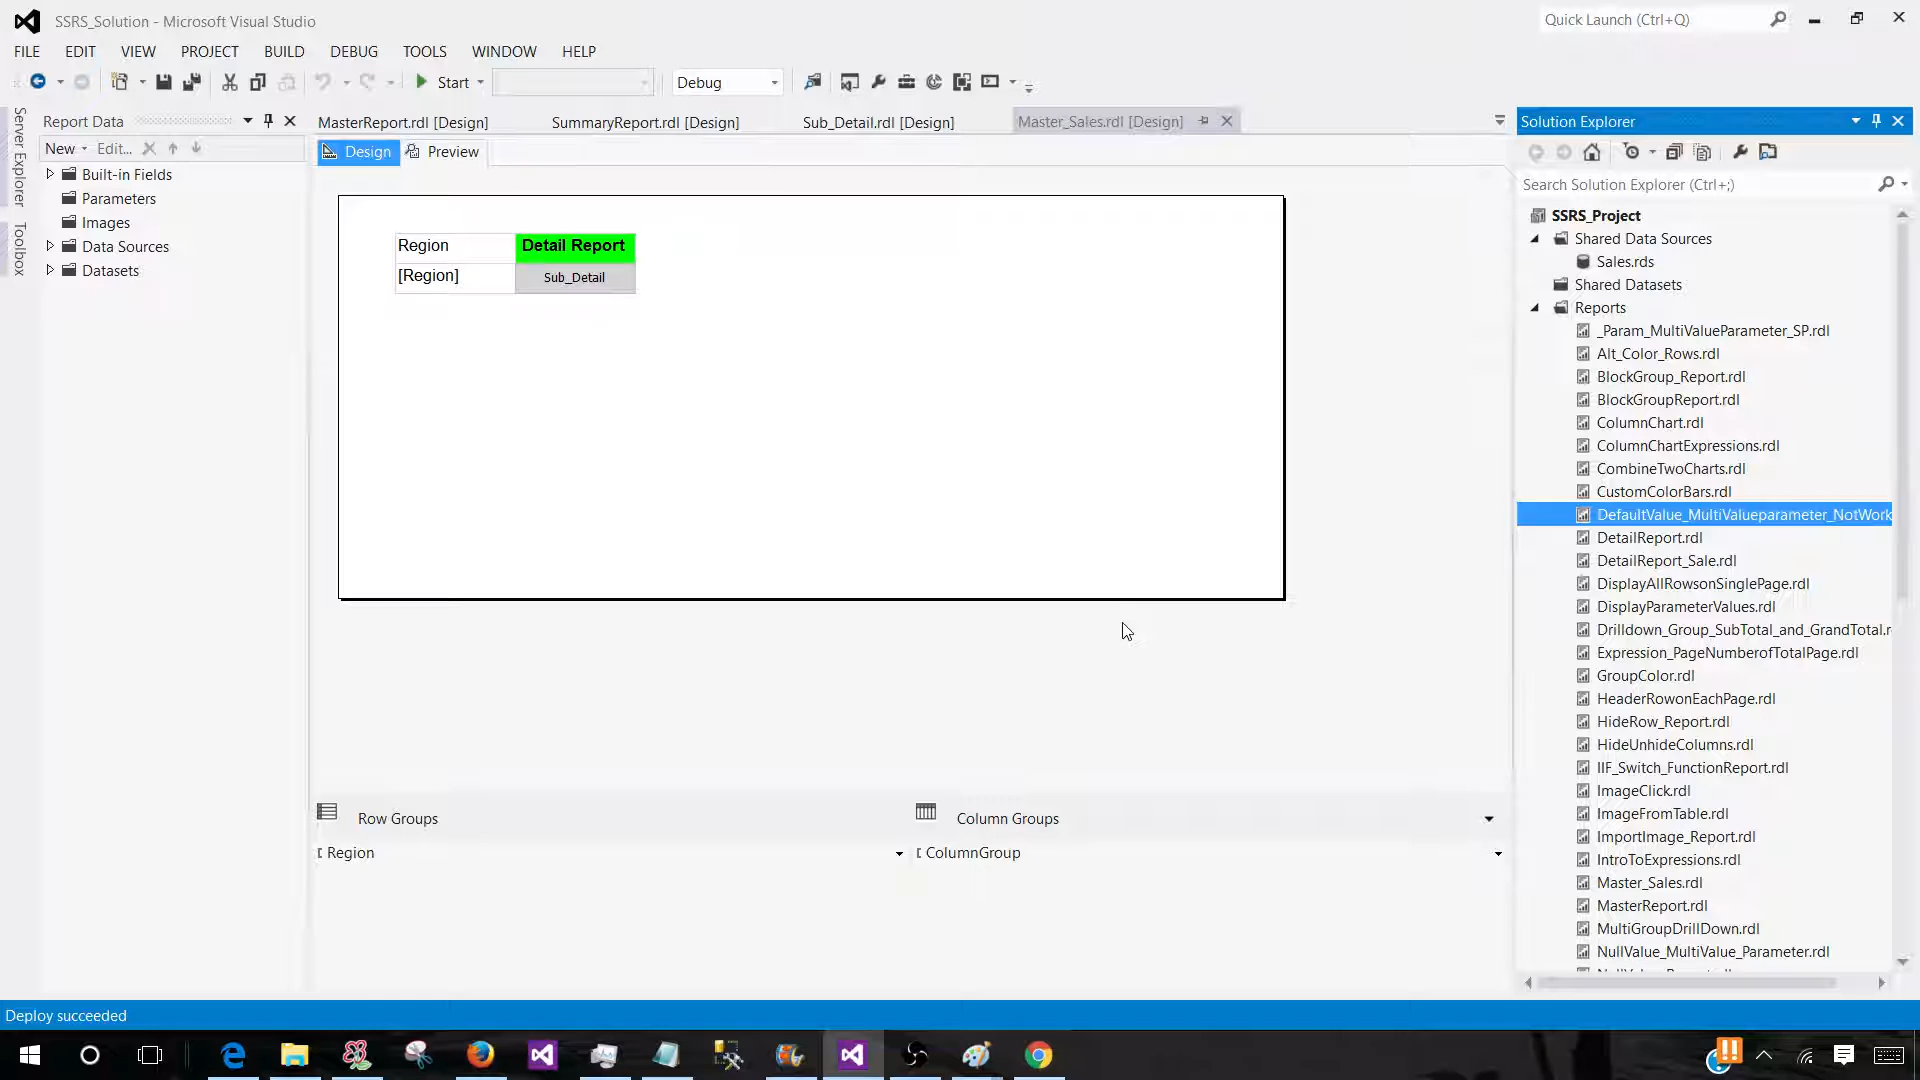 SSRS_Solution - Microsoft Visual Studio
Quick Launch (Ctrl+Q)
FILE EDIT VIEW PROJECT BUILD DEBUG TOOLS WINDOW HELP
Start Debug
Server Explorer
Toolbox
Report Data
New Edit...
Built-in Fields
Parameters
Images
Data Sources
Datasets
MasterReport.rdl [Design] SummaryReport.rdl [Design] Sub_Detail.rdl [Design] Master_Sales.rdl [Design]
Design Preview
Region Detail Report
[Region] Sub_Detail
Row Groups Column Groups
Region ColumnGroup
Solution Explorer
Search Solution Explorer (Ctrl+;)
SSRS_Project
Shared Data Sources
Sales.rds
Shared Datasets
Reports
_Param_MultiValueParameter_SP.rdl
Alt_Color_Rows.rdl
BlockGroup_Report.rdl
BlockGroupReport.rdl
ColumnChart.rdl
ColumnChartExpressions.rdl
CombineTwoCharts.rdl
CustomColorBars.rdl
DefaultValue_MultiValueparameter_NotWork
DetailReport.rdl
DetailReport_Sale.rdl
DisplayAllRowsonSinglePage.rdl
DisplayParameterValues.rdl
Drilldown_Group_SubTotal_and_GrandTotal.r
Expression_PageNumberofTotalPage.rdl
GroupColor.rdl
HeaderRowonEachPage.rdl
HideRow_Report.rdl
HideUnhideColumns.rdl
IIF_Switch_FunctionReport.rdl
ImageClick.rdl
ImageFromTable.rdl
ImportImage_Report.rdl
IntroToExpressions.rdl
Master_Sales.rdl
MasterReport.rdl
MultiGroupDrillDown.rdl
NullValue_MultiValue_Parameter.rdl
Deploy succeeded